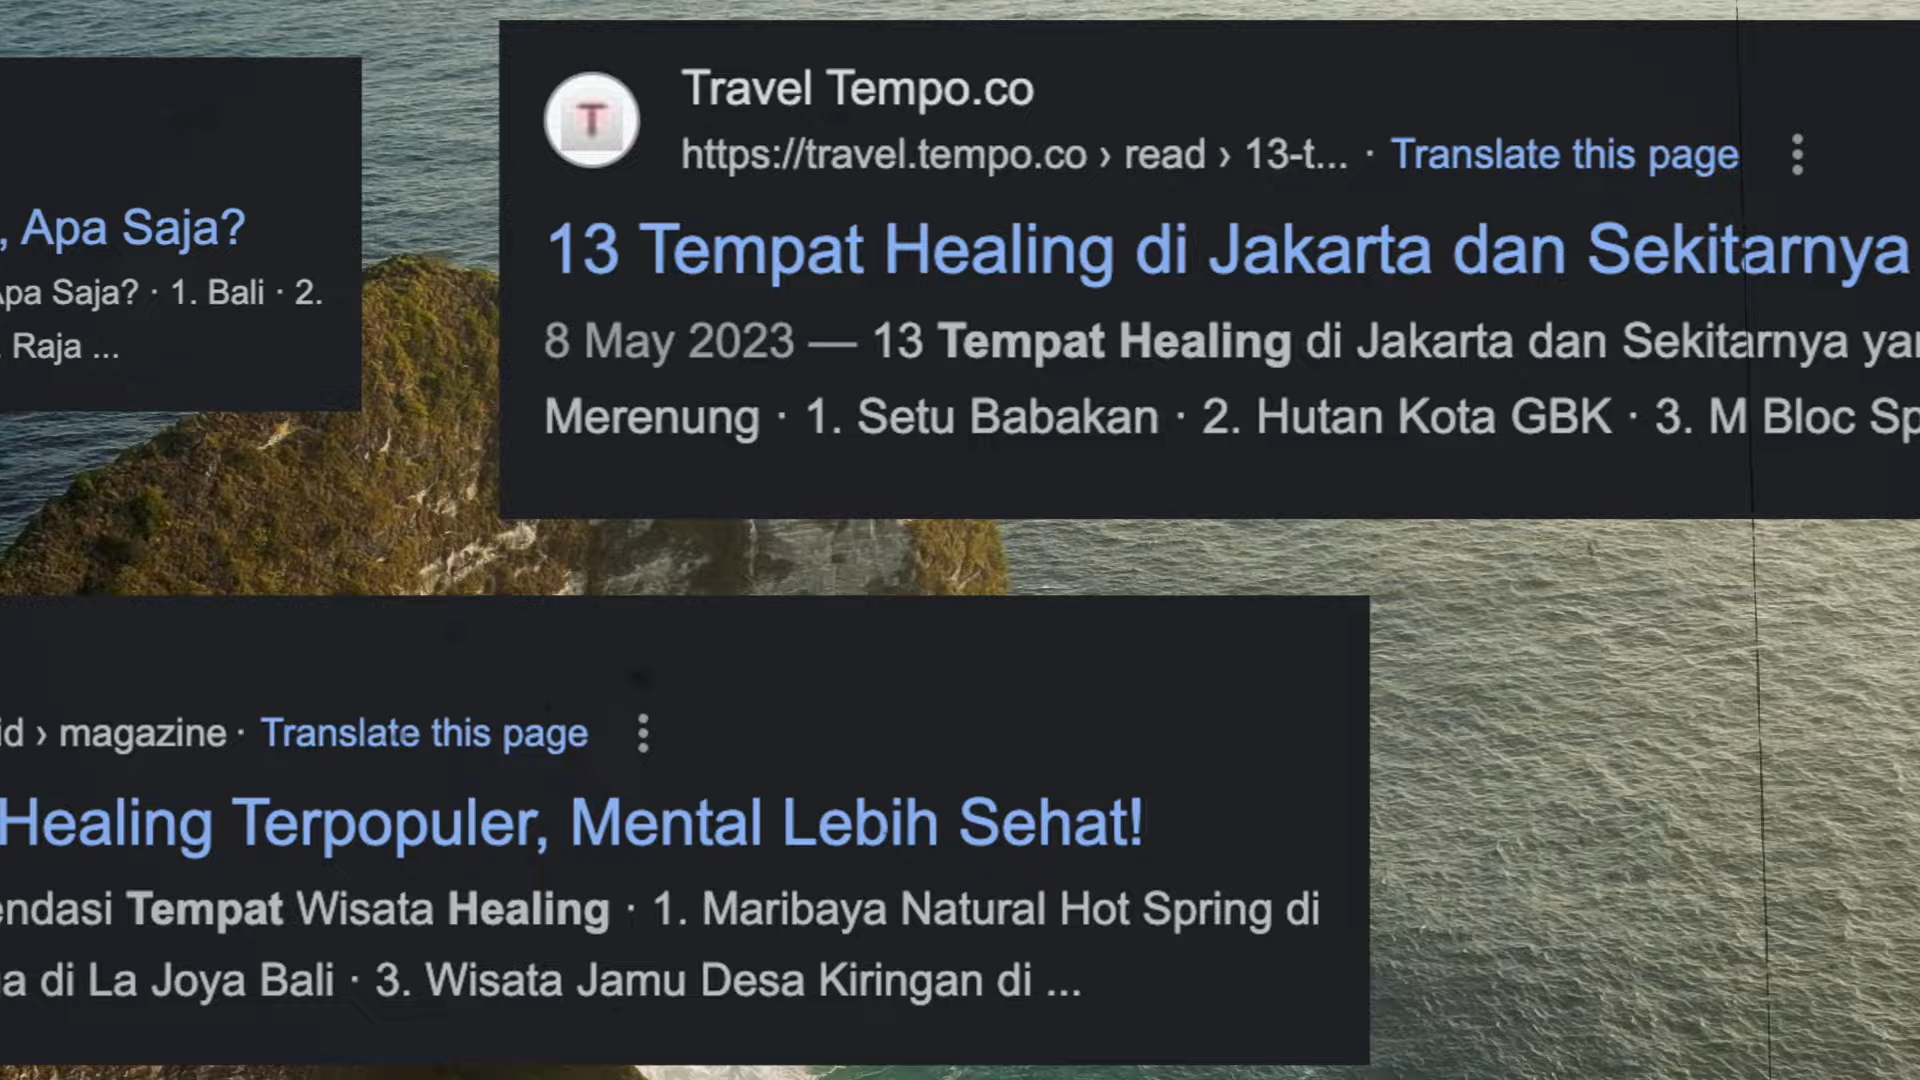 , Apa Saja?
Apa Saja? · 1. Bali · 2.
Raja ...
T
Travel Tempo.co
https://travel.tempo.co › read › 13-t... · Translate this page
13 Tempat Healing di Jakarta dan Sekitarnya
8 May 2023 — 13 Tempat Healing di Jakarta dan Sekitarnya
Merenung · 1. Setu Babakan · 2. Hutan Kota GBK · 3. M Bloc
id › magazine · Translate this page
Healing Terpopuler, Mental Lebih Sehat!
Tempat Wisata Healing · 1. Maribaya Natural Hot Spring di
di La Joya Bali · 3. Wisata Jamu Desa Kiringan di ...